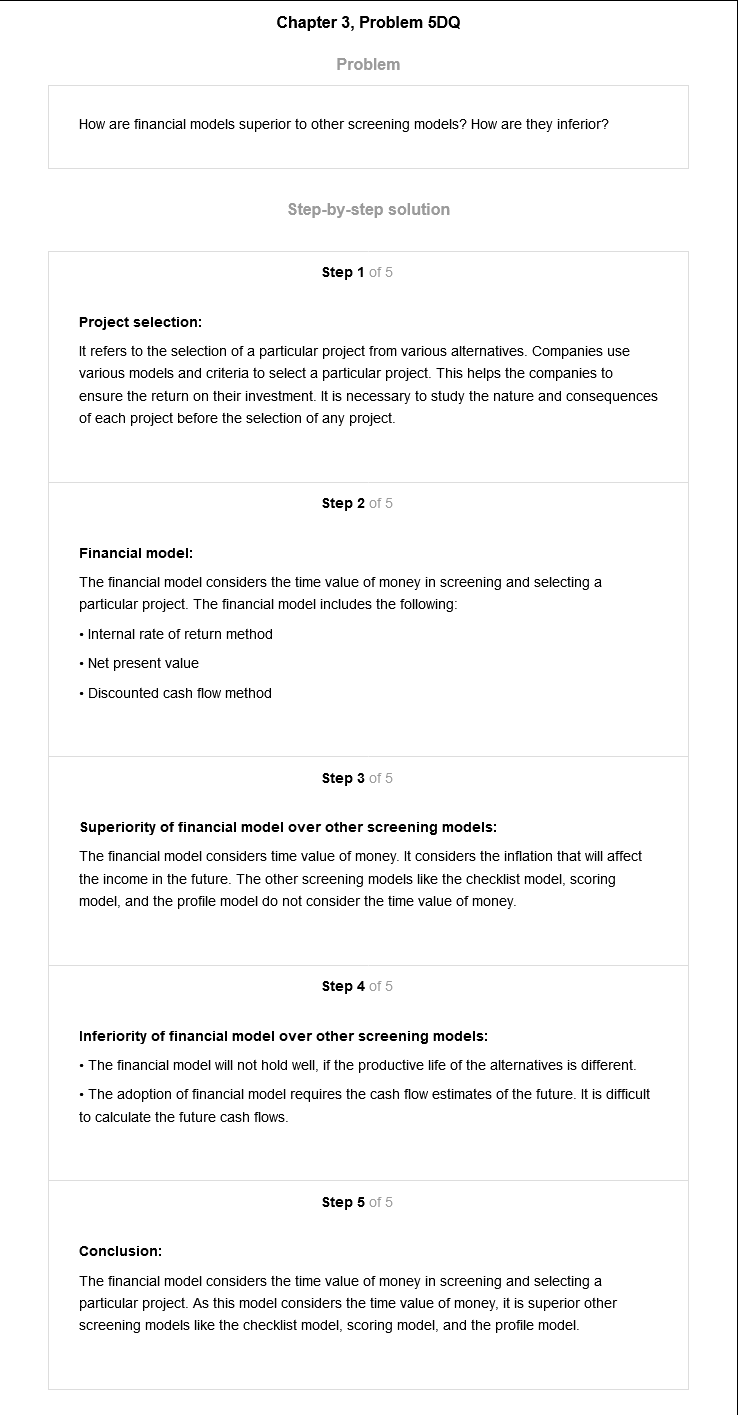 Chapter 3, Problem 5DQ
Problem
How are financial models superior to other screening models? How are they inferior?
Step-by-step solution
Step 1 of 5
Project selection:
It refers to the selection of a particular project from various alternatives. Companies use
various models and criteria to select a particular project. This helps the companies to
ensure the return on their investment. It is necessary to study the nature and consequences
of each project before the selection of any project.
Step 2 of 5
Financial model:
The financial model considers the time value of money in screening and selecting a
particular project. The financial model includes the following:
• Internal rate of return method
• Net present value
• Discounted cash flow method
Step 3 of 5
Superiority of financial model over other screening models:
The financial model considers time value of money. It considers the inflation that will affect
the income in the future. The other screening models like the checklist model, scoring
model, and the profile model do not consider the time value of money.
Step 4 of 5
Inferiority of financial model over other screening models:
• The financial model will not hold well, if the productive life of the alternatives is different.
• The adoption of financial model requires the cash flow estimates of the future. It is difficult
to calculate the future cash flows.
Step 5 of 5
Conclusion:
The financial model considers the time value of money in screening and selecting a
particular project. As this model considers the time value of money, it is superior other
screening models like the checklist model, scoring model, and the profile model.